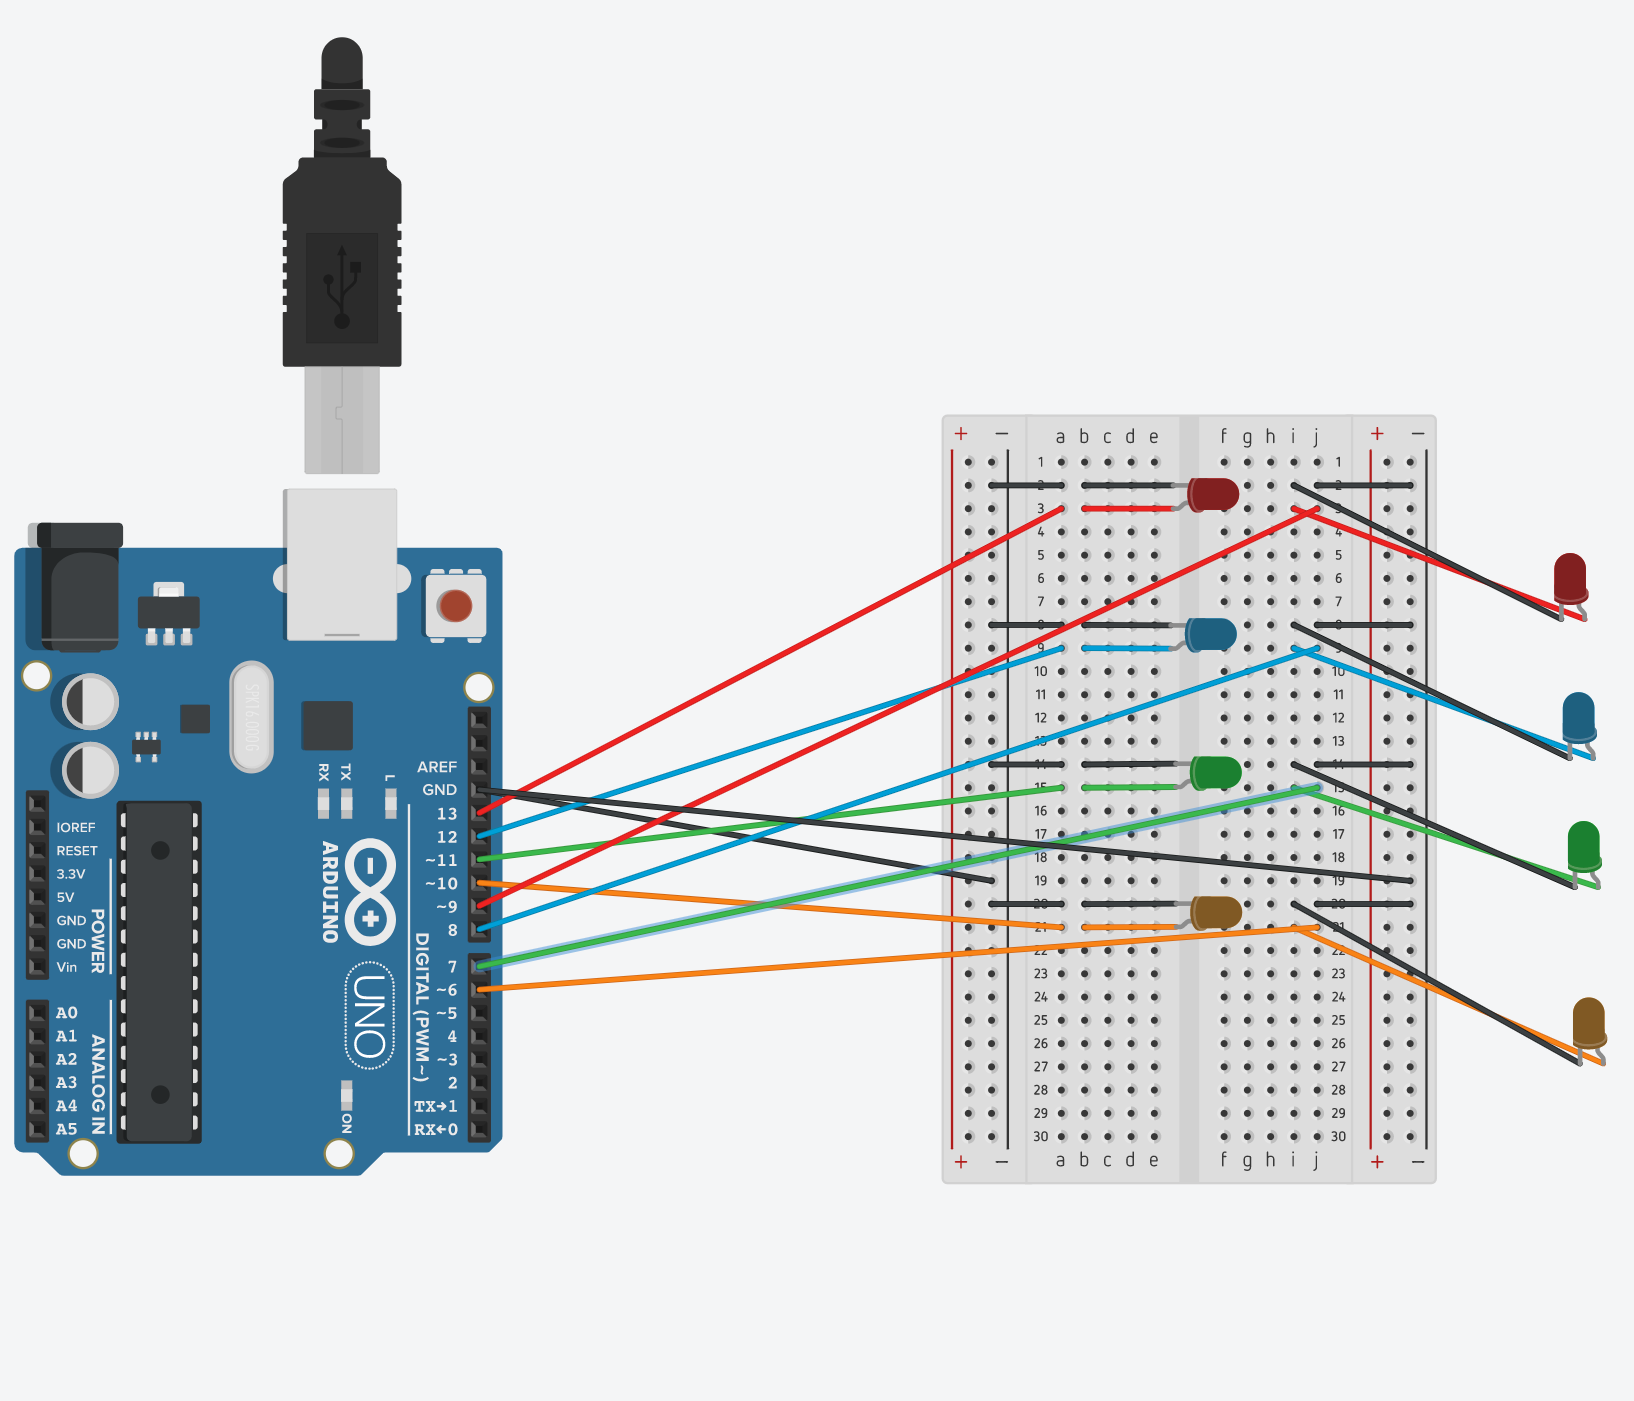 SPK16.000G
RX
TX
L
AREF
GND
13
12
~11
~10
~9
8
7
~6
~5
4
~3
2
TX→1
RX←0
DIGITAL (PWM ~)
ARDUINO
UNO
ON
IOREF
RESET
3.3V
5V
GND
GND
Vin
POWER
A0
A1
A2
A3
A4
A5
ANALOG IN
+ − a b c d e f g h i j + −
1 1
2 2
3 3
4 4
5 5
6 6
7 7
8 8
9 9
10 10
11 11
12 12
13 13
14 14
15 15
16 16
17 17
18 18
19 19
20 20
21 21
22 22
23 23
24 24
25 25
26 26
27 27
28 28
29 29
30 30
+ − a b c d e f g h i j + −